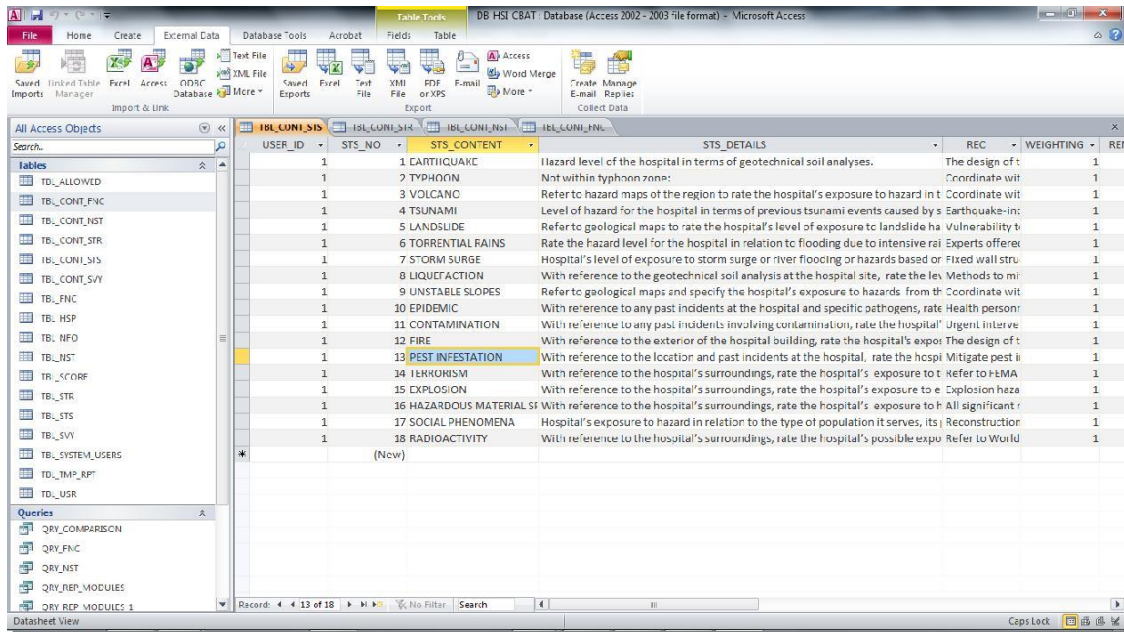 Table Tools DB HSI CBAT : Database (Access 2002 - 2003 file format) - Microsoft Access
File Home Create External Data Database Tools Acrobat Fields Table
Saved Imports
Linked Table Manager
Excel
Access
ODBC Database
Text File
XML File
More
Import & Link
Saved Exports
Excel
Text File
XML File
PDF or XPS
E-mail
Access
Word Merge
More
Export
Create E-mail
Manage Replies
Collect Data
All Access Objects
Search..
Tables
TBL_ALLOWED
TBL_CONT_FNC
TBL_CONT_NST
TBL_CONT_STR
TBL_CONT_STS
TBL_CONT_SVY
TBL_FNC
TBL_HSP
TBL_NFO
TBL_NST
TBL_SCORE
TBL_STR
TBL_STS
TBL_SVY
TBL_SYSTEM_USERS
TBL_TMP_RPT
TBL_USR
Queries
QRY_COMPARISON
QRY_FNC
QRY_NST
QRY_REP_MODULES
QRY_REP_MODULES_1
TBL_CONT_STS TBL_CONT_STR TBL_CONT_NST TBL_CONT_FNC
USER_ID STS_NO STS_CONTENT STS_DETAILS REC WEIGHTING REM
1 1 EARTHQUAKE Hazard level of the hospital in terms of geotechnical soil analyses. The design of t 1
1 2 TYPHOON Not within typhoon zone: Coordinate wit 1
1 3 VOLCANO Refer to hazard maps of the region to rate the hospital's exposure to hazard in t Coordinate wit 1
1 4 TSUNAMI Level of hazard for the hospital in terms of previous tsunami events caused by s Earthquake-inc 1
1 5 LANDSLIDE Refer to geological maps to rate the hospital's level of exposure to landslide ha Vulnerability to 1
1 6 TORRENTIAL RAINS Rate the hazard level for the hospital in relation to flooding due to intensive rai Experts offered 1
1 7 STORM SURGE Hospital's level of exposure to storm surge or river flooding or hazards based or Fixed wall stru 1
1 8 LIQUEFACTION With reference to the geotechnical soil analysis at the hospital site, rate the lev Methods to mi 1
1 9 UNSTABLE SLOPES Refer to geological maps and specify the hospital's exposure to hazards from th Coordinate wit 1
1 10 EPIDEMIC With reference to any past incidents at the hospital and specific pathogens, rate Health personn 1
1 11 CONTAMINATION With reference to any past incidents involving contamination, rate the hospital' Urgent interve 1
1 12 FIRE With reference to the exterior of the hospital building, rate the hospital's expos The design of t 1
1 13 PEST INFESTATION With reference to the location and past incidents at the hospital, rate the hospi Mitigate pest i 1
1 14 TERRORISM With reference to the hospital's surroundings, rate the hospital's exposure to t Refer to FEMA 1
1 15 EXPLOSION With reference to the hospital's surroundings, rate the hospital's exposure to e Explosion haza 1
1 16 HAZARDOUS MATERIAL SP With reference to the hospital's surroundings, rate the hospital's exposure to h All significant r 1
1 17 SOCIAL PHENOMENA Hospital's exposure to hazard in relation to the type of population it serves, its p Reconstruction 1
1 18 RADIOACTIVITY With reference to the hospital's surroundings, rate the hospital's possible expo Refer to World 1
(New)
Record: 13 of 18 No Filter Search
Datasheet View Caps Lock